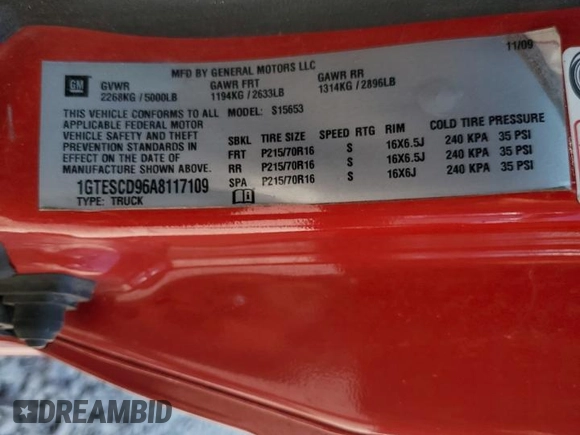 MFD BY GENERAL MOTORS LLC 11/09
GM GVWR GAWR FRT GAWR RR
2268KG / 5000LB 1194KG / 2633LB 1314KG / 2896LB
THIS VEHICLE CONFORMS TO ALL MODEL: S15653
APPLICABLE FEDERAL MOTOR
VEHICLE SAFETY AND THEFT
PREVENTION STANDARDS IN
EFFECT ON THE DATE OF
MANUFACTURE SHOWN ABOVE.
1GTESCD96A8117109
TYPE: TRUCK
SBKL TIRE SIZE SPEED RTG RIM COLD TIRE PRESSURE
FRT P215/70R16 S 16X6.5J 240 KPA 35 PSI
RR P215/70R16 S 16X6.5J 240 KPA 35 PSI
SPA P215/70R16 S 16X6J 240 KPA 35 PSI
DREAMBID